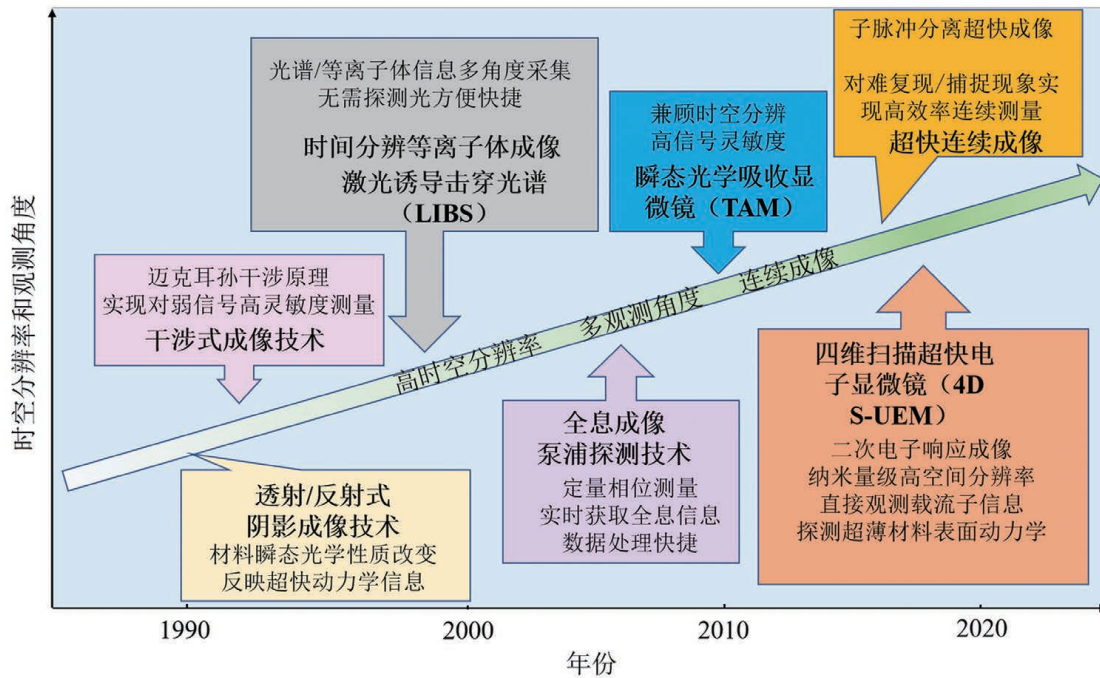 子脉冲分离超快成像
对难复现/捕捉现象实
现高效率连续测量
超快连续成像
光谱/等离子体信息多角度采集
无需探测光方便快捷
时间分辨等离子体成像
激光诱导击穿光谱
（LIBS）
兼顾时空分辨
高信号灵敏度
瞬态光学吸收显
微镜（TAM）
迈克耳孙干涉原理
实现对弱信号高灵敏度测量
干涉式成像技术
时空分辨率和观测角度
高时空分辨率 多观测角度 连续成像
透射/反射式
阴影成像技术
材料瞬态光学性质改变
反映超快动力学信息
全息成像
泵浦探测技术
定量相位测量
实时获取全息信息
数据处理快捷
四维扫描超快电
子显微镜（4D
S-UEM）
二次电子响应成像
纳米量级高空间分辨率
直接观测载流子信息
探测超薄材料表面动力学
1990 2000 2010 2020
年份